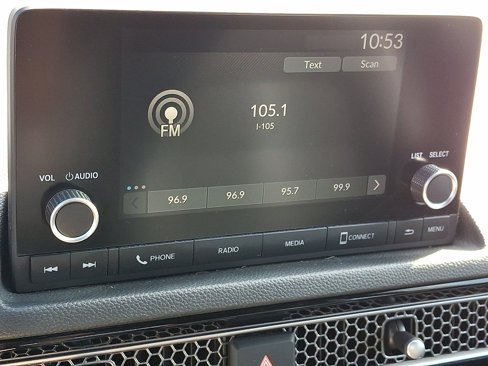 10:53
Text Scan
FM
105.1
I-105
VOL AUDIO
LIST SELECT
96.9 96.9 95.7 99.9
PHONE RADIO MEDIA CONNECT MENU